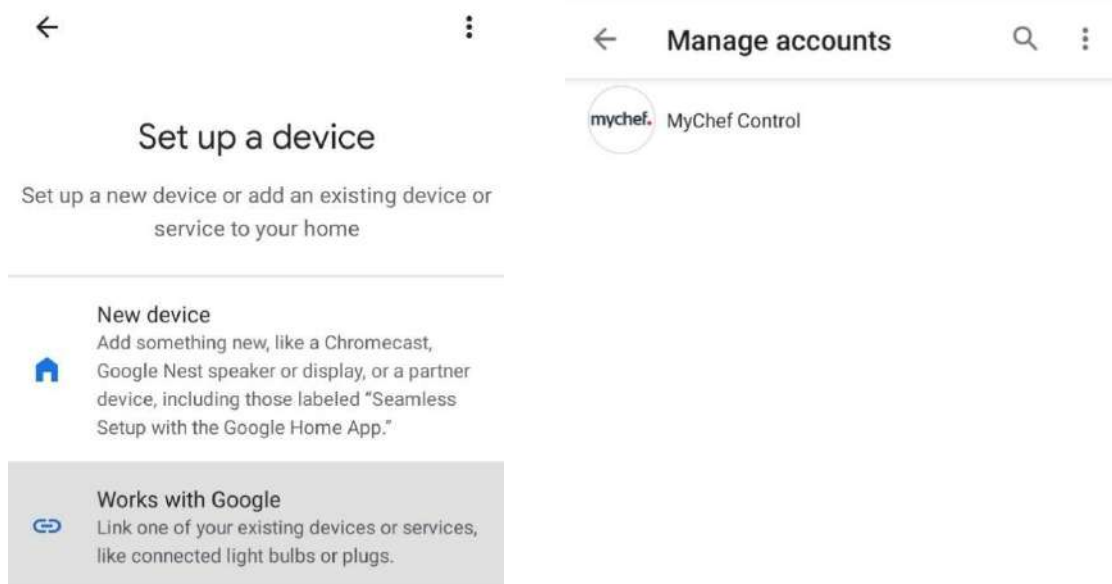 Set up a device
Set up a new device or add an existing device or
service to your home
New device
Add something new, like a Chromecast,
Google Nest speaker or display, or a partner
device, including those labeled “Seamless
Setup with the Google Home App.”
Works with Google
Link one of your existing devices or services,
like connected light bulbs or plugs.
Manage accounts
mychef. MyChef Control